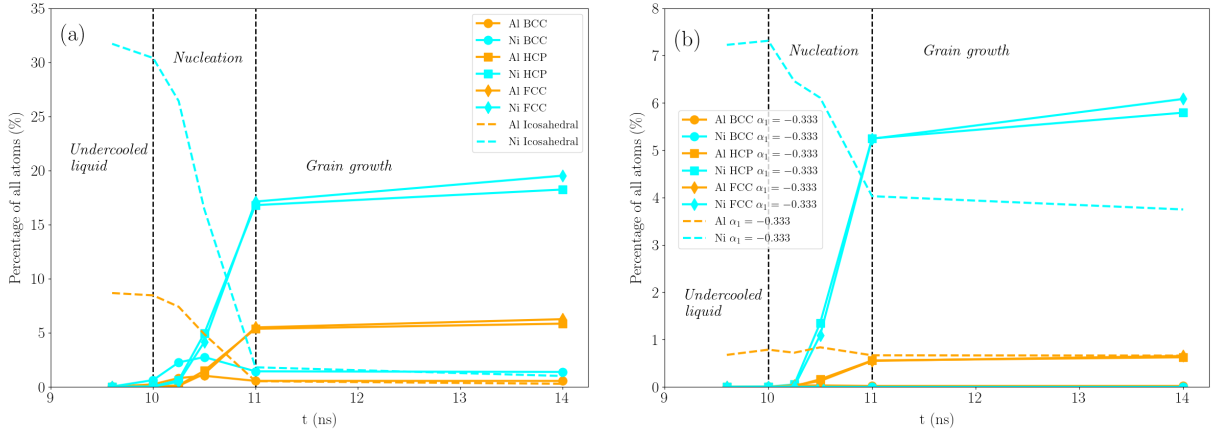 (a)
Nucleation
Undercooled
liquid
Grain growth
Al BCC
Ni BCC
Al HCP
Ni HCP
Al FCC
Ni FCC
Al Icosahedral
Ni Icosahedral
Percentage of all atoms (%)
35
30
25
20
15
10
5
0
9
10
11
12
13
14
t (ns)
(b)
Nucleation
Grain growth
Al BCC α₁ = −0.333
Ni BCC α₁ = −0.333
Al HCP α₁ = −0.333
Ni HCP α₁ = −0.333
Al FCC α₁ = −0.333
Ni FCC α₁ = −0.333
Al α₁ = −0.333
Ni α₁ = −0.333
Undercooled
liquid
Percentage of all atoms (%)
8
7
6
5
4
3
2
1
0
9
10
11
12
13
14
t (ns)